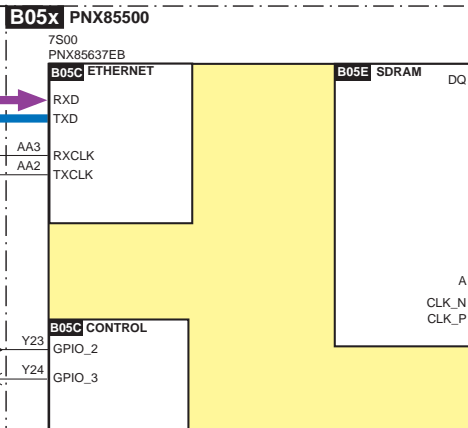 B05x PNX85500
7S00
PNX85637EB
B05C ETHERNET
B05E SDRAM
DQ
RXD
TXD
AA3
RXCLK
AA2
TXCLK
A
CLK_N
CLK_P
B05C CONTROL
Y23
GPIO_2
Y24
GPIO_3